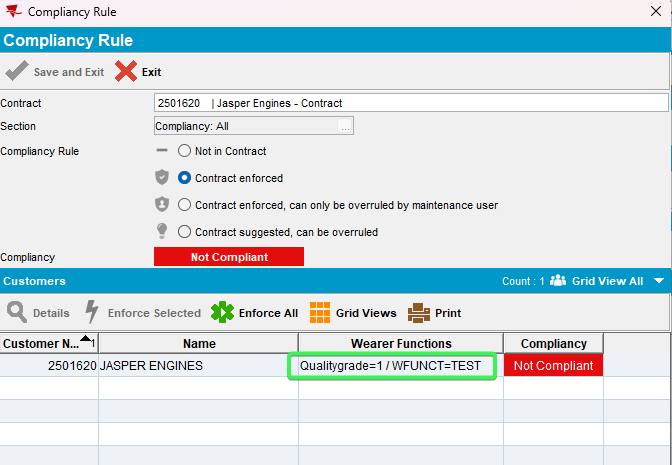 Compliancy Rule
Compliancy Rule
Save and Exit Exit
Contract 2501620 | Jasper Engines - Contract
Section Compliancy: All ...
Compliancy Rule Not in Contract
Contract enforced
Contract enforced, can only be overruled by maintenance user
Contract suggested, can be overruled
Compliancy Not Compliant
Customers Count : 1 Grid View All
Details Enforce Selected Enforce All Grid Views Print
Customer N... 1 Name Wearer Functions Compliancy
2501620 JASPER ENGINES Qualitygrade=1 / WFUNCT=TEST Not Compliant